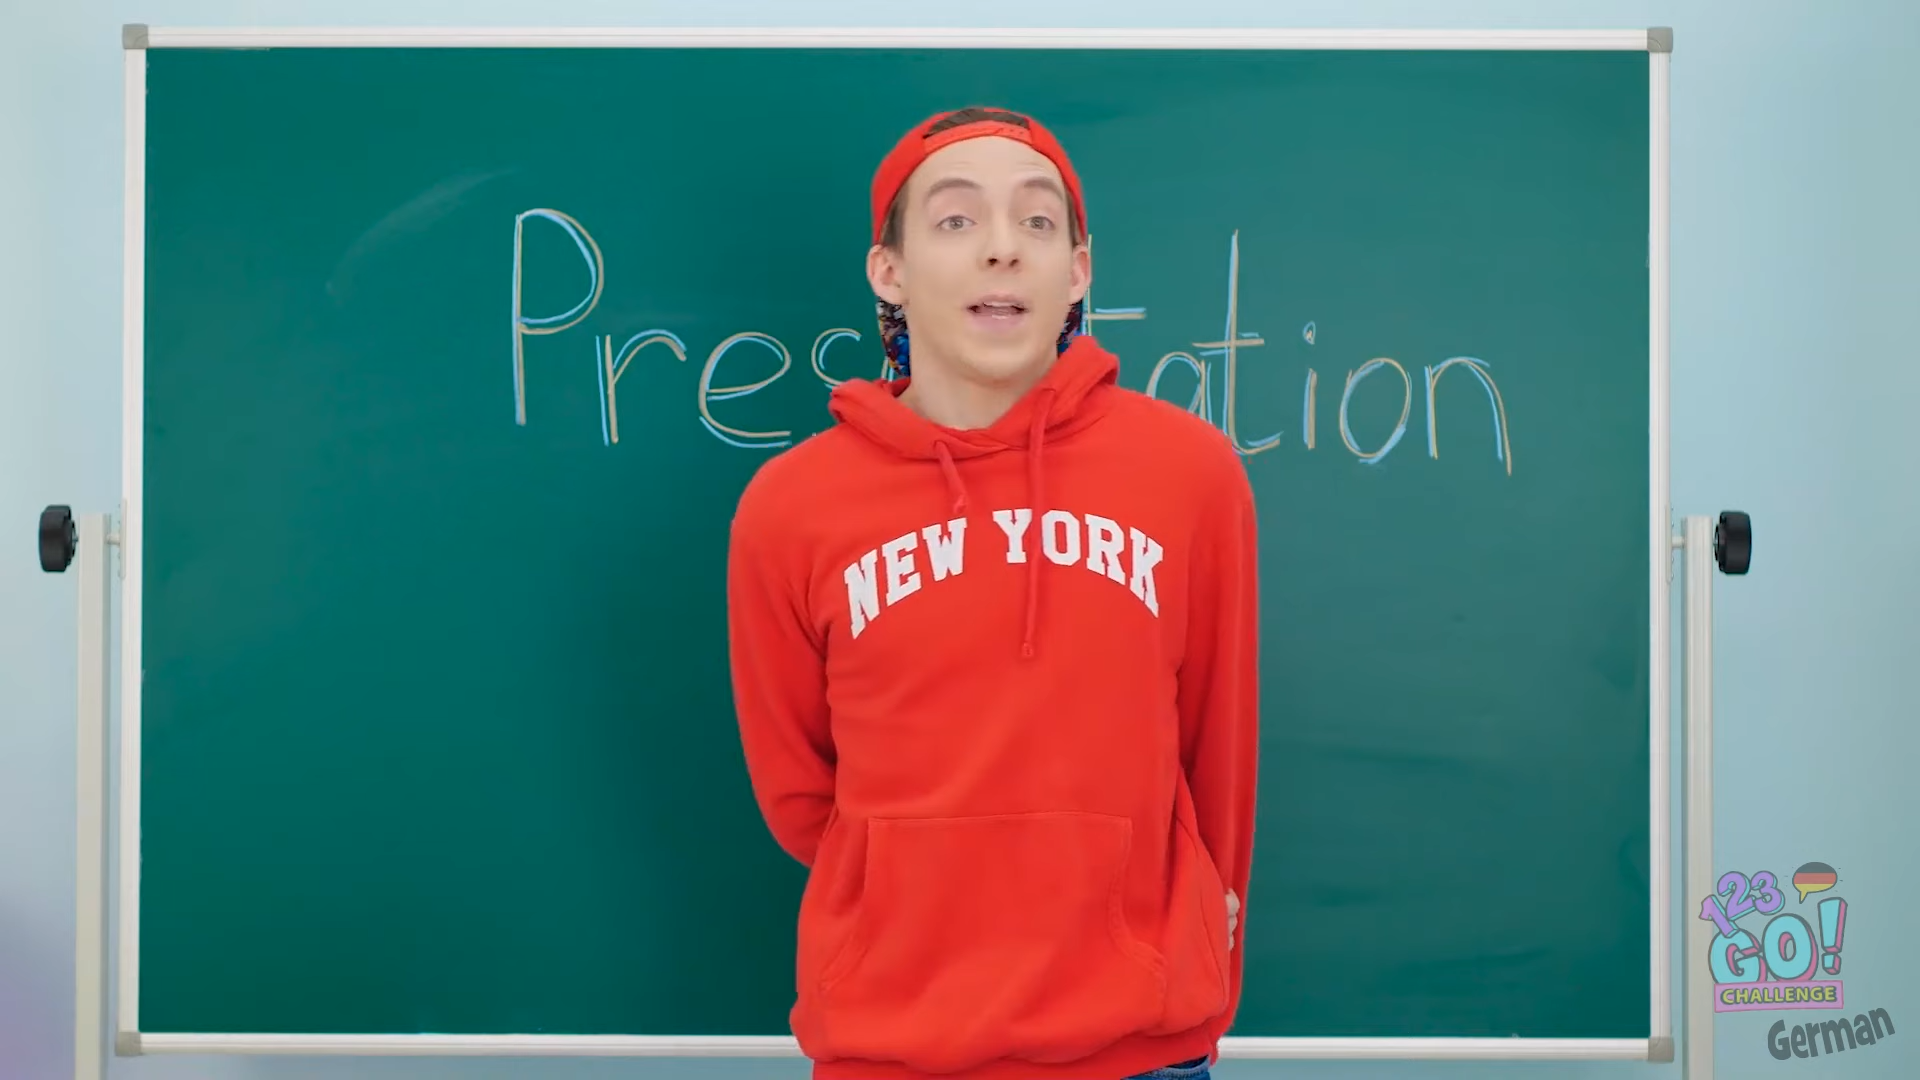 Pres tation
NEW YORK
123
GO!
CHALLENGE
German